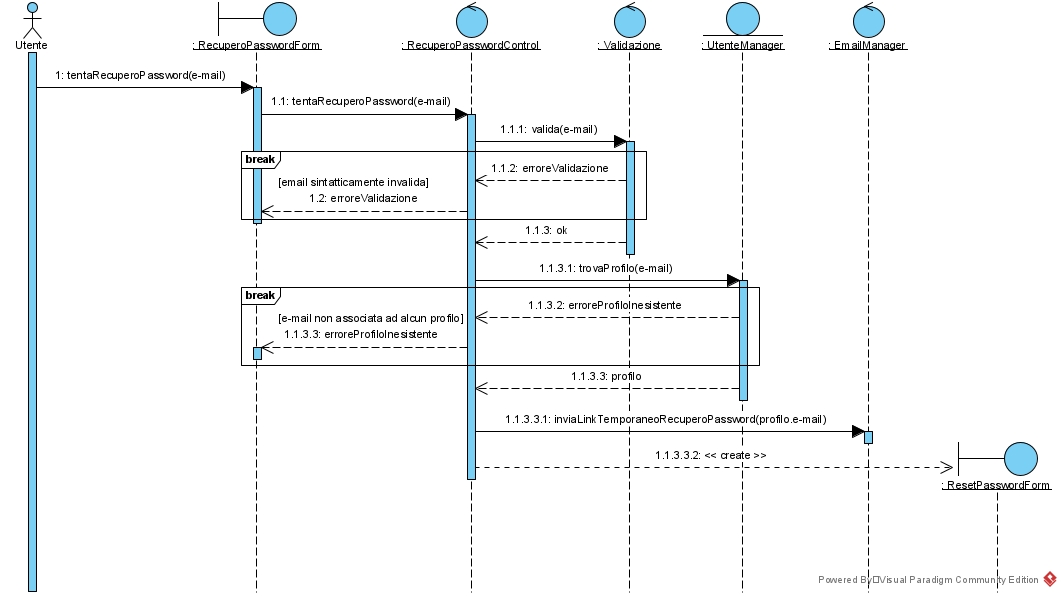 Utente
: RecuperoPasswordForm
: RecuperoPasswordControl
: Validazione
: UtenteManager
: EmailManager
1: tentaRecuperoPassword(e-mail)
1.1: tentaRecuperoPassword(e-mail)
1.1.1: valida(e-mail)
break
1.1.2: erroreValidazione
[email sintatticamente invalida]
1.2: erroreValidazione
1.1.3: ok
1.1.3.1: trovaProfilo(e-mail)
break
1.1.3.2: erroreProfiloInesistente
[e-mail non associata ad alcun profilo]
1.1.3.3: erroreProfiloInesistente
1.1.3.3: profilo
1.1.3.3.1: inviaLinkTemporaneoRecuperoPassword(profilo.e-mail)
1.1.3.3.2: << create >>
: ResetPasswordForm
Powered By Visual Paradigm Community Edition